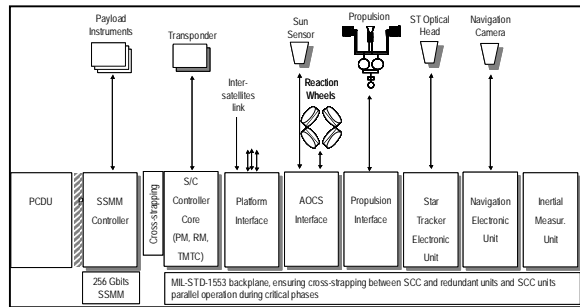 Payload
Instruments
Transponder
Inter-
satellites
link
Sun
Sensor
Reaction
Wheels
Propulsion
ST Optical
Head
Navigation
Camera
PCDU
SSMM
Controller
Cross-strapping
S/C
Controller
Core
(PM, RM,
TMTC)
Platform
Interface
AOCS
Interface
Propulsion
Interface
Star
Tracker
Electronic
Unit
Navigation
Electronic
Unit
Inertial
Measur.
Unit
256 Gbits
SSMM
MIL-STD-1553 backplane, ensuring cross-strapping between SCC and redundant units and SCC units
parallel operation during critical phases